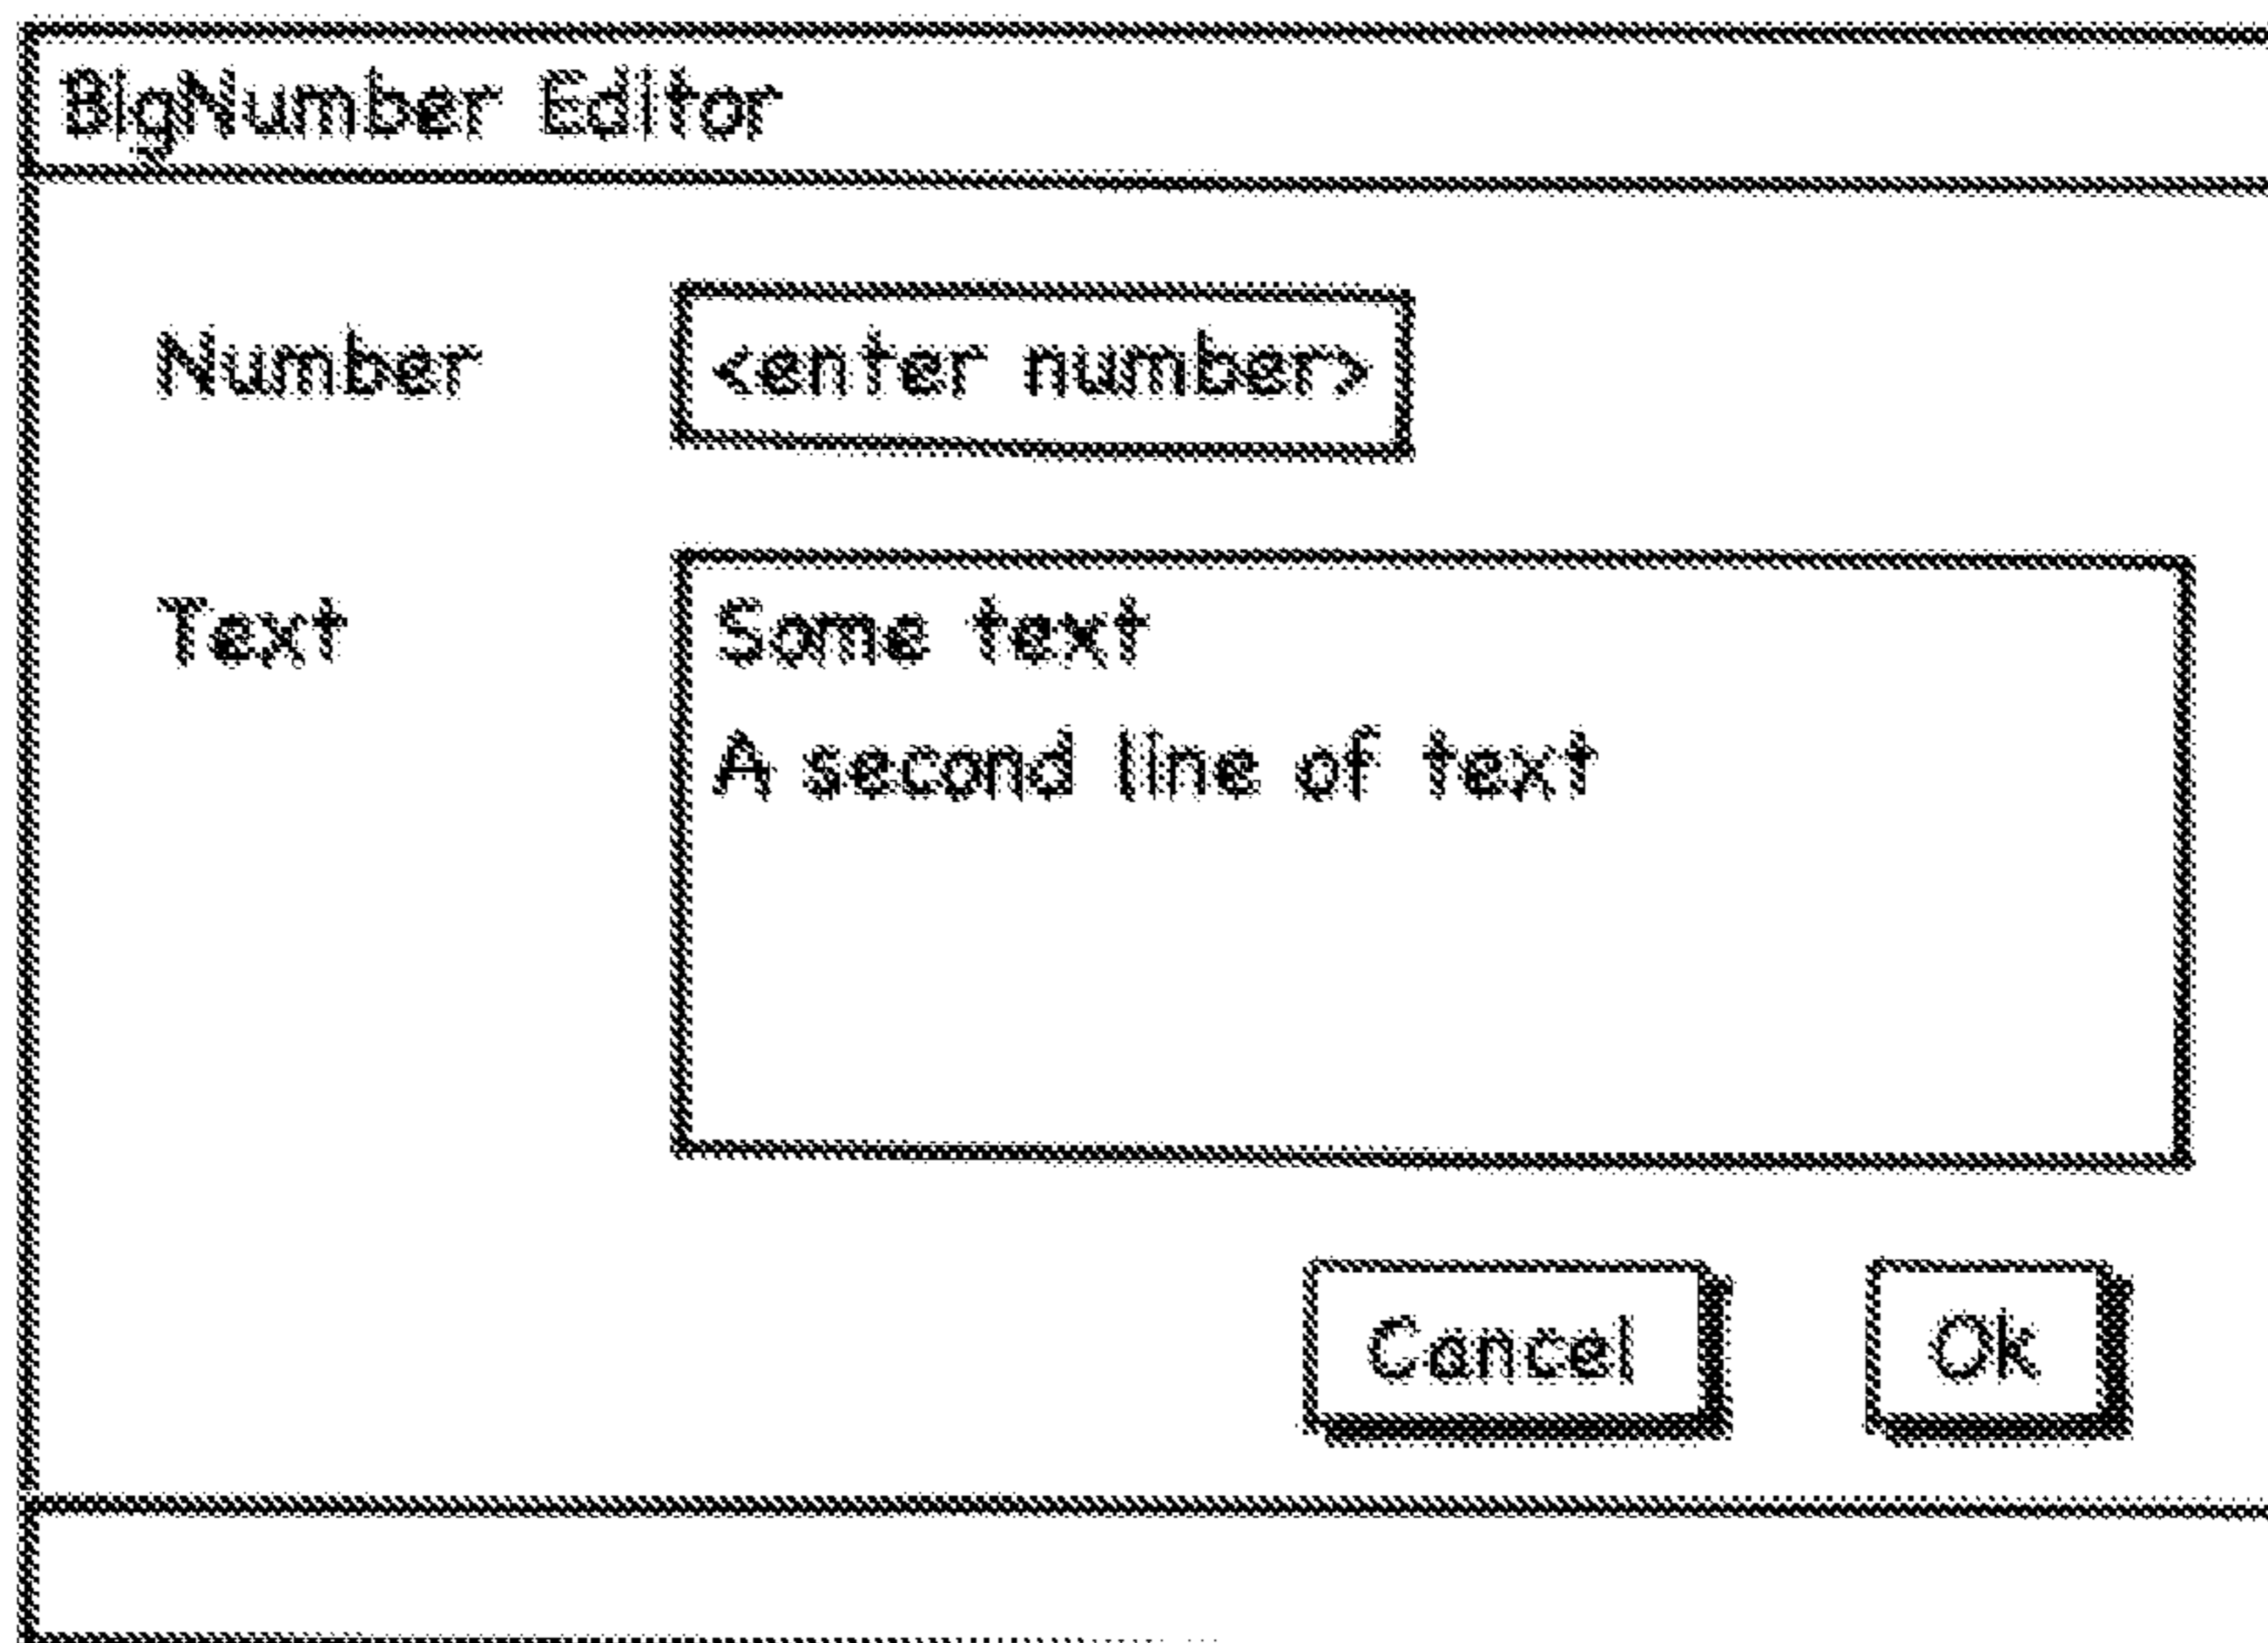 BigNumber Editor
Number <enter number>
Text Some text
A second line of text
Cancel Ok